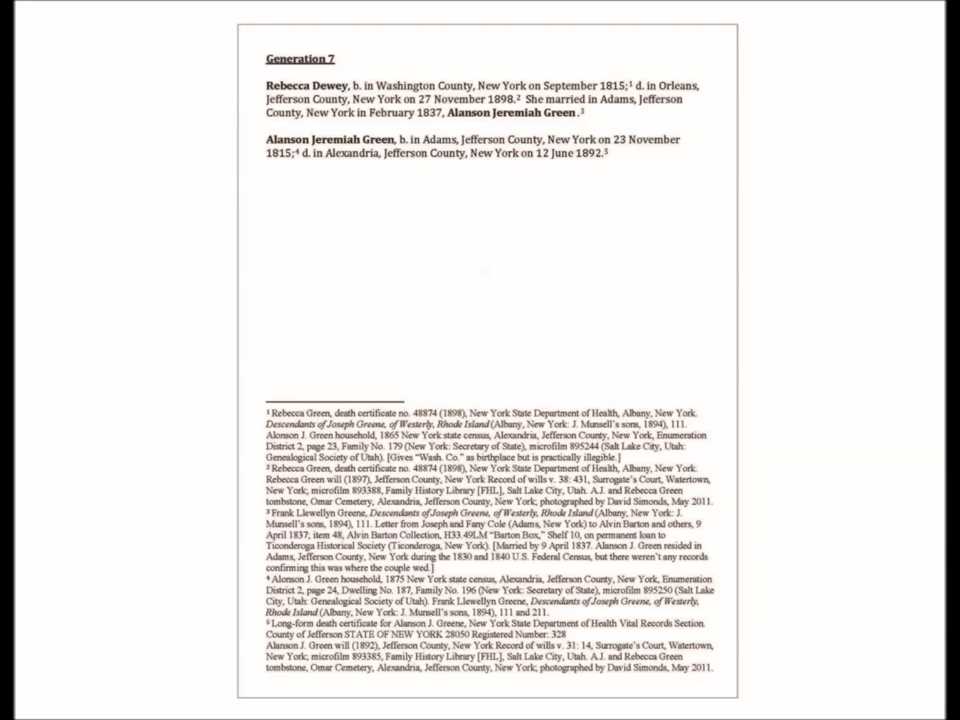 Generation 7
Rebecca Dewey, b. in Washington County, New York on September 1815;¹ d. in Orleans,
Jefferson County, New York on 27 November 1898.² She married in Adams, Jefferson
County, New York in February 1837, Alanson Jeremiah Green.³
Alanson Jeremiah Green, b. in Adams, Jefferson County, New York on 23 November
1815;⁴ d. in Alexandria, Jefferson County, New York on 12 June 1892.⁵
¹ Rebecca Green, death certificate no. 48874 (1898), New York State Department of Health, Albany, New York.
Descendants of Joseph Greene, of Westerly, Rhode Island (Albany, New York: J. Munsell's sons, 1894), 111.
Alonson J. Green household, 1865 New York state census, Alexandria, Jefferson County, New York, Enumeration
District 2, page 23, Family No. 179 (New York: Secretary of State), microfilm 895244 (Salt Lake City, Utah:
Genealogical Society of Utah). [Gives "Wash. Co." as birthplace but is practically illegible.]
² Rebecca Green, death certificate no. 48874 (1898), New York State Department of Health, Albany, New York.
Rebecca Green will (1897), Jefferson County, New York Record of wills v. 38: 431, Surrogate's Court, Watertown,
New York; microfilm 893388, Family History Library [FHL], Salt Lake City, Utah. A.J. and Rebecca Green
tombstone, Omar Cemetery, Alexandria, Jefferson County, New York; photographed by David Simonds, May 2011.
³ Frank Llewellyn Greene, Descendants of Joseph Greene, of Westerly, Rhode Island (Albany, New York: J.
Munsell's sons, 1894), 111. Letter from Joseph and Fany Cole (Adams, New York) to Alvin Barton and others, 9
April 1837; item 48, Alvin Barton Collection, H33.49LM "Barton Box," Shelf 10, on permanent loan to
Ticonderoga Historical Society (Ticonderoga, New York). [Married by 9 April 1837. Alanson J. Green resided in
Adams, Jefferson County, New York during the 1830 and 1840 U.S. Federal Census, but there weren't any records
confirming this was where the couple wed.]
⁴ Alonson J. Green household, 1875 New York state census, Alexandria, Jefferson County, New York, Enumeration
District 2, page 24, Dwelling No. 187, Family No. 196 (New York: Secretary of State), microfilm 895250 (Salt Lake
City, Utah: Genealogical Society of Utah). Frank Llewellyn Greene, Descendants of Joseph Greene, of Westerly,
Rhode Island (Albany, New York: J. Munsell's sons, 1894), 111 and 211.
⁵ Long-form death certificate for Alanson J. Greene, New York State Department of Health Vital Records Section.
County of Jefferson STATE OF NEW YORK 28050 Registered Number: 328
Alanson J. Green will (1892), Jefferson County, New York Record of wills v. 31: 14, Surrogate's Court, Watertown,
New York; microfilm 893385, Family History Library [FHL], Salt Lake City, Utah. A.J. and Rebecca Green
tombstone, Omar Cemetery, Alexandria, Jefferson County, New York; photographed by David Simonds, May 2011.